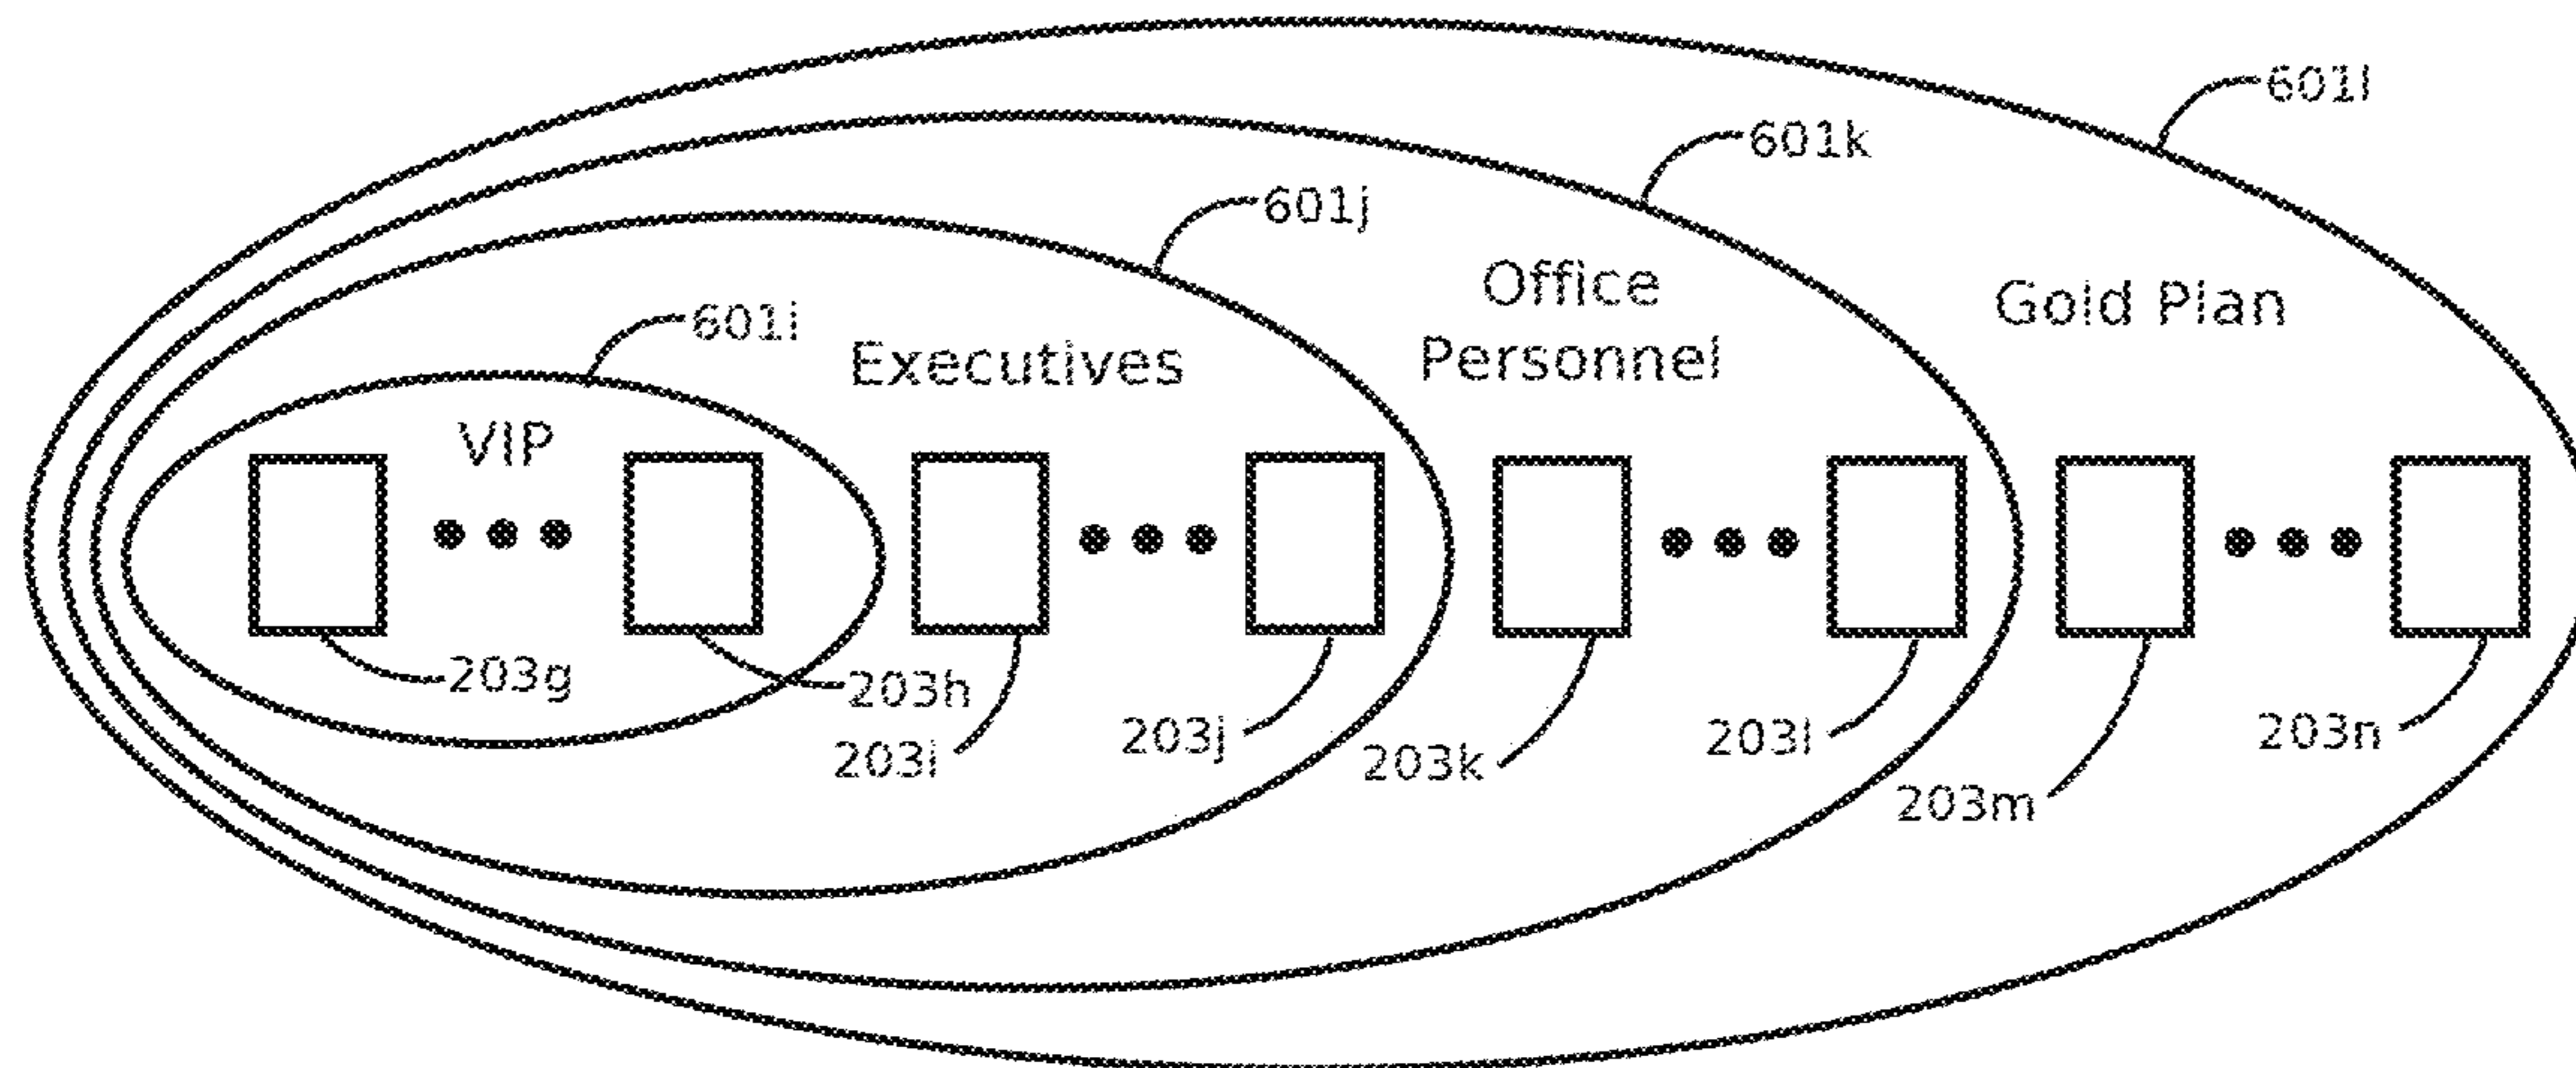 601l
601k
601j
Office
Personnel
Gold Plan
601i
Executives
VIP
203g
203h
203i
203j
203k
203l
203m
203n